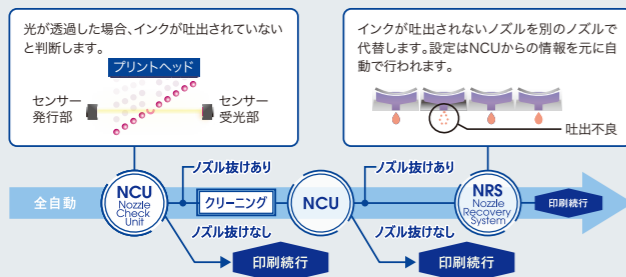 光が透過した場合、インクが吐出されていない
と判断します。
プリントヘッド
センサー
発行部
センサー
受光部
インクが吐出されないノズルを別のノズルで
代替します。設定はNCUからの情報を元に自
動で行われます。
吐出不良
全自動
NCU
Nozzle
Check
Unit
ノズル抜けあり
クリーニング
ノズル抜けなし
印刷続行
NCU
ノズル抜けあり
ノズル抜けなし
印刷続行
NRS
Nozzle
Recovery
System
印刷続行